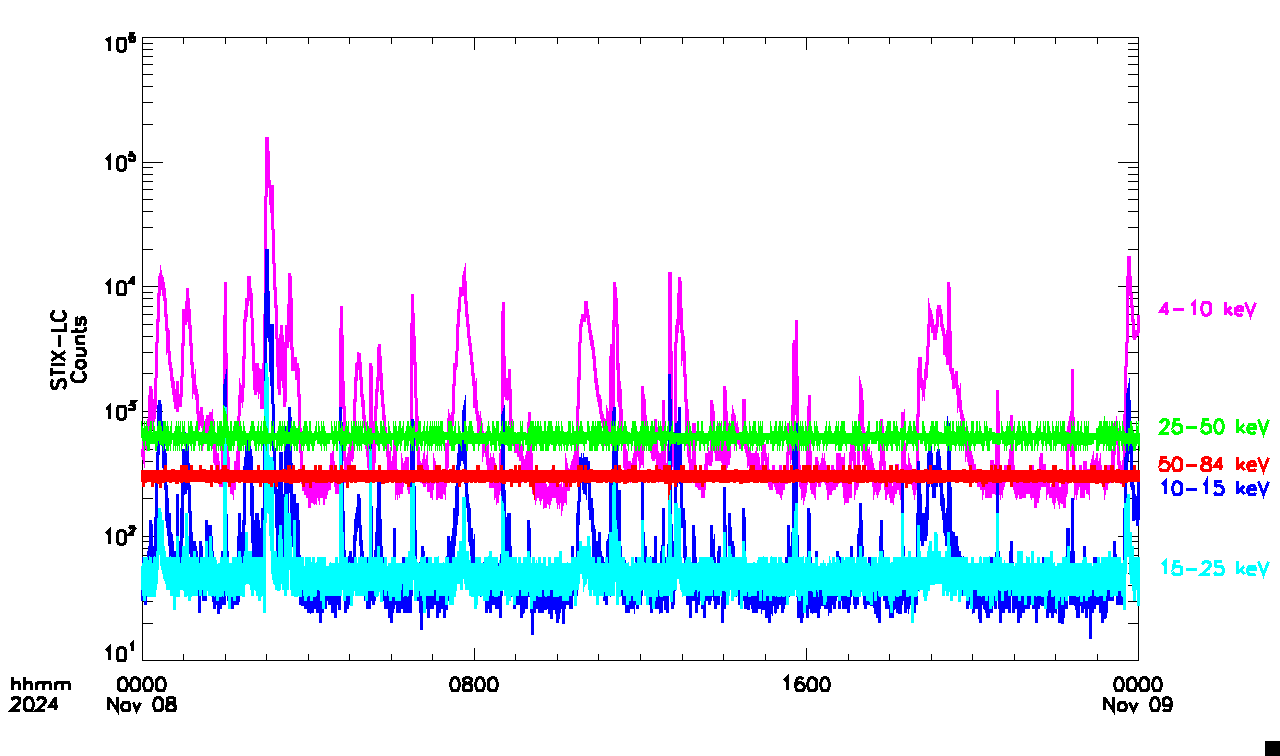 10^6
10^5
10^4
10^3
10^2
10^1
STIX-LC
Counts
4-10 keV
25-50 keV
50-84 keV
10-15 keV
15-25 keV
hhmm 0000 0800 1600 0000
2024 Nov 08 Nov 09